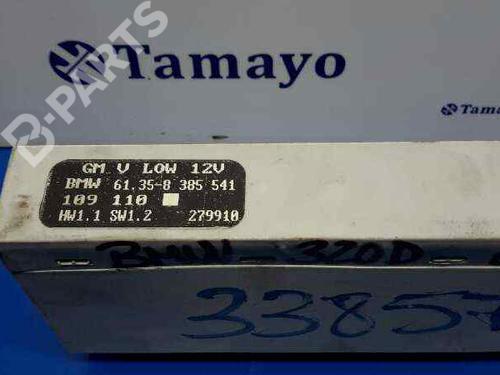 Tamayo
Tamayo
B-PARTS
GM V LOW 12V
BMW 61.35-8 385 541
109 110
HW1.1 SW1.2 279910
BMW - 320D -
33857